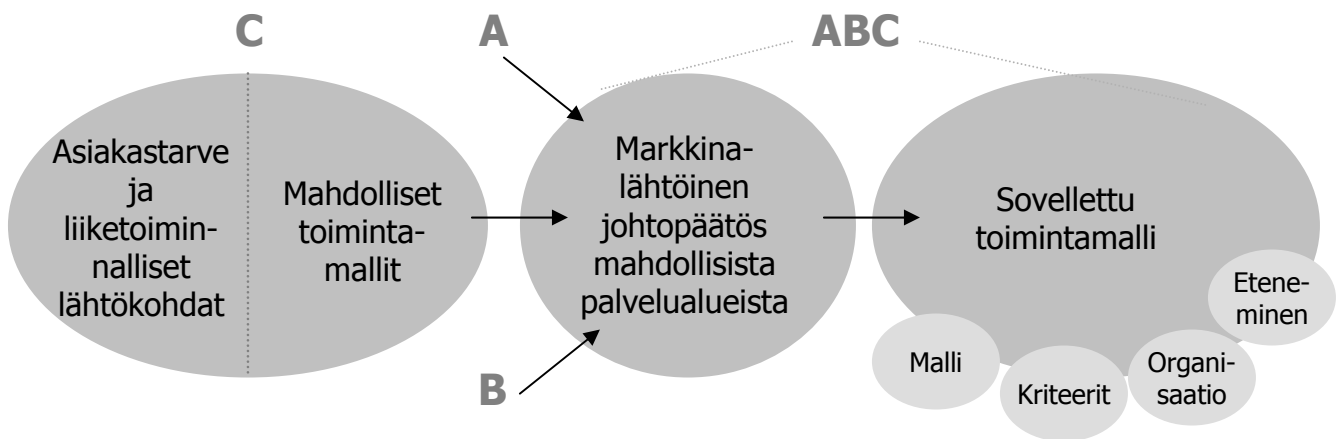 C
A
ABC
Asiakastarve
ja
liiketoimin-
nalliset
lähtökohdat
Mahdolliset
toiminta-
mallit
Markkina-
lähtöinen
johtopäätös
mahdollisista
palvelualueista
B
Sovellettu
toimintamalli
Malli
Kriteerit
Organi-
saatio
Etene-
minen